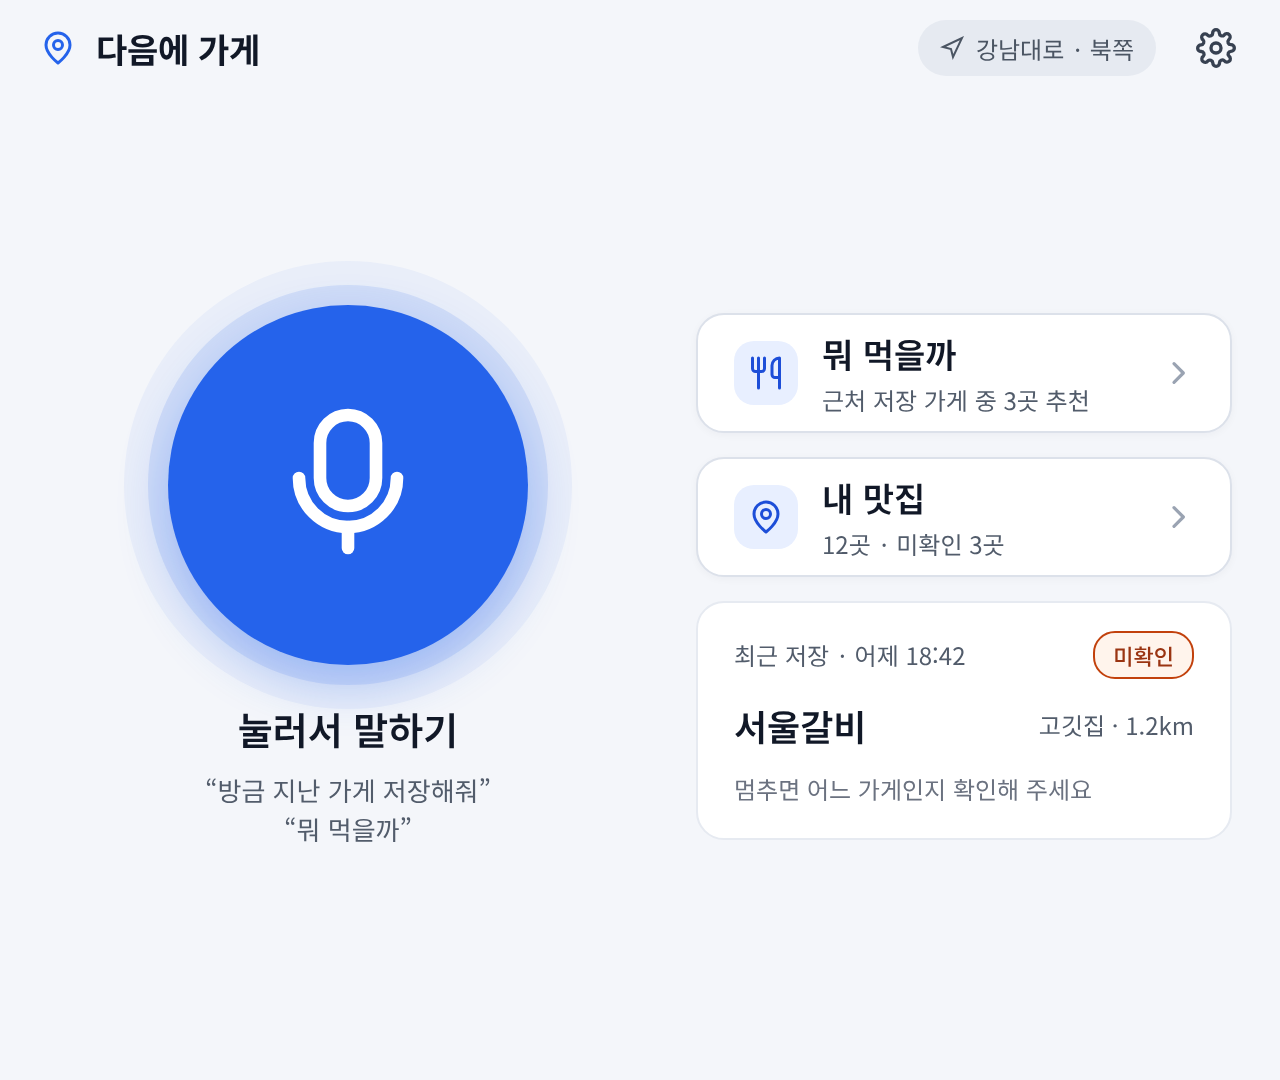 다음에 가게
강남대로 · 북쪽
눌러서 말하기
“방금 지난 가게 저장해줘”
“뭐 먹을까”
뭐 먹을까
근처 저장 가게 중 3곳 추천
내 맛집
12곳 · 미확인 3곳
최근 저장 · 어제 18:42
미확인
서울갈비
고깃집 · 1.2km
멈추면 어느 가게인지 확인해 주세요